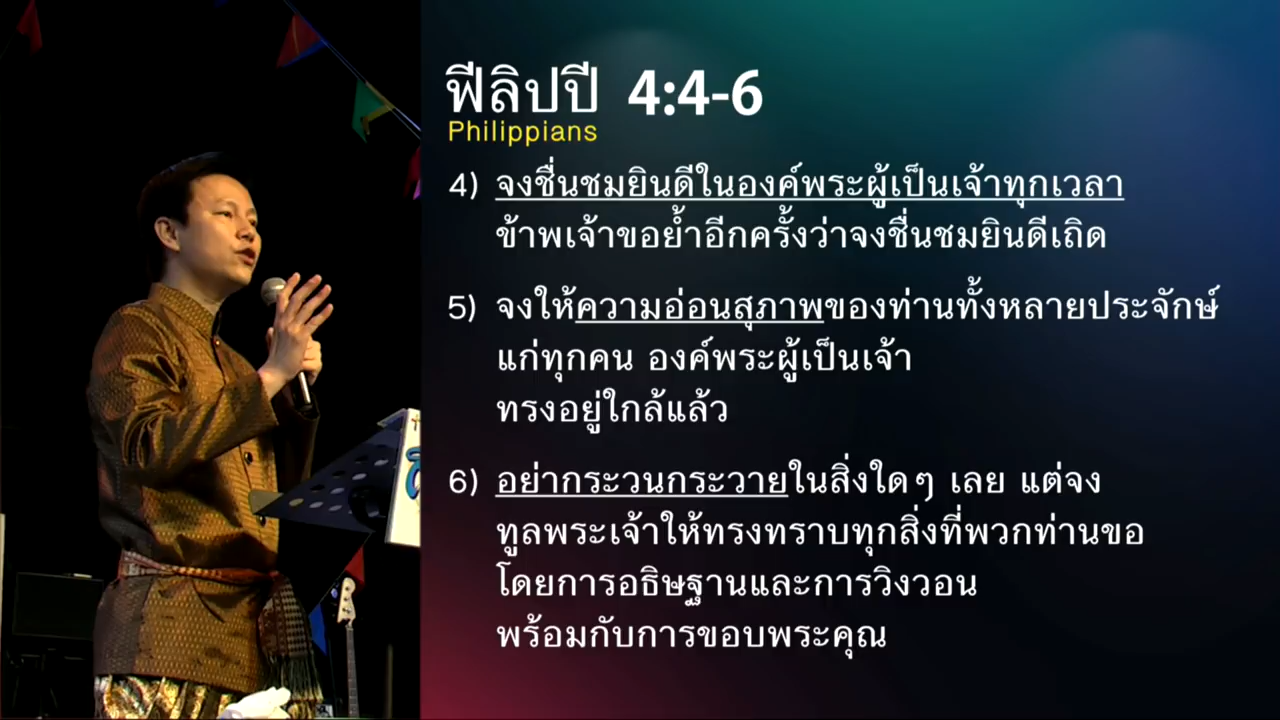 ฟีลิปปี 4:4-6
Philippians
4) จงชื่นชมยินดีในองค์พระผู้เป็นเจ้าทุกเวลา
ข้าพเจ้าขอย้ำอีกครั้งว่าจงชื่นชมยินดีเถิด
5) จงให้ความอ่อนสุภาพของท่านทั้งหลายประจักษ์
แก่ทุกคน องค์พระผู้เป็นเจ้า
ทรงอยู่ใกล้แล้ว
6) อย่ากระวนกระวายในสิ่งใดๆ เลย แต่จง
ทูลพระเจ้าให้ทรงทราบทุกสิ่งที่พวกท่านขอ
โดยการอธิษฐานและการวิงวอน
พร้อมกับการขอบพระคุณ